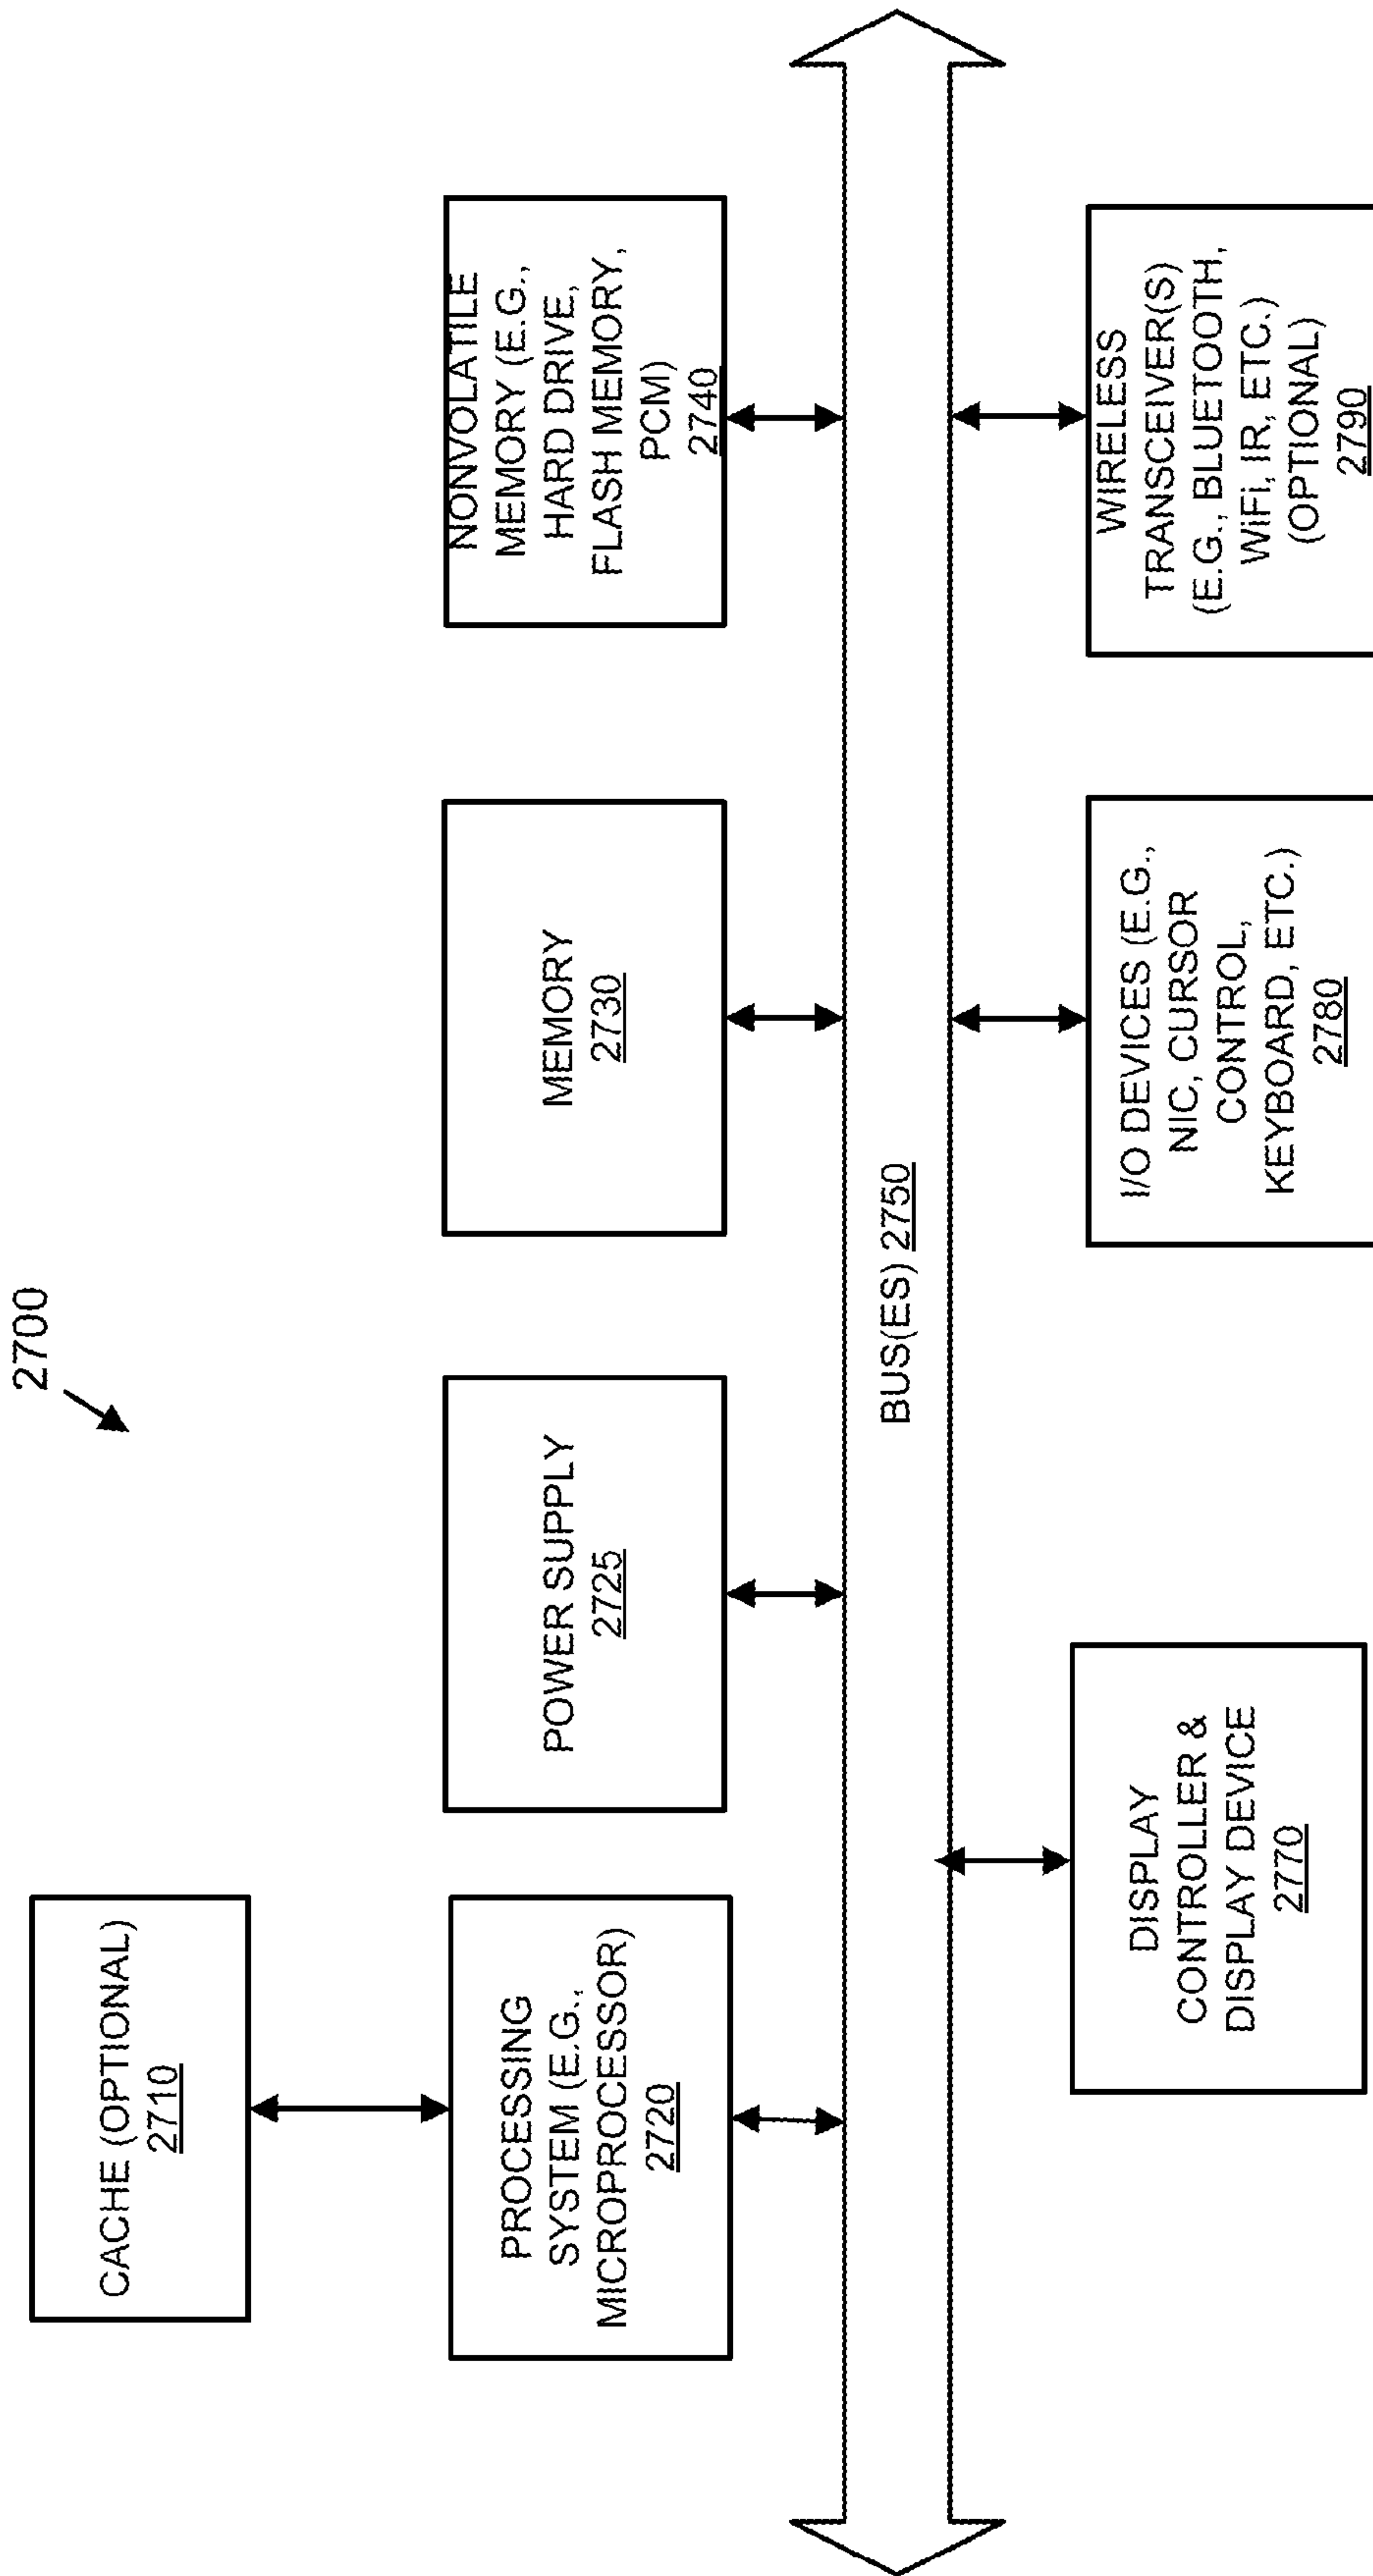 2700
CACHE (OPTIONAL)
2710
PROCESSING
SYSTEM (E.G.,
MICROPROCESSOR)
2720
POWER SUPPLY
2725
MEMORY
2730
NONVOLATILE
MEMORY (E.G.,
HARD DRIVE,
FLASH MEMORY,
PCM)
2740
BUS(ES) 2750
DISPLAY
CONTROLLER &
DISPLAY DEVICE
2770
I/O DEVICES (E.G.,
NIC, CURSOR
CONTROL,
KEYBOARD, ETC.)
2780
WIRELESS
TRANSCEIVER(S)
(E.G., BLUETOOTH,
WiFi, IR, ETC.)
(OPTIONAL)
2790